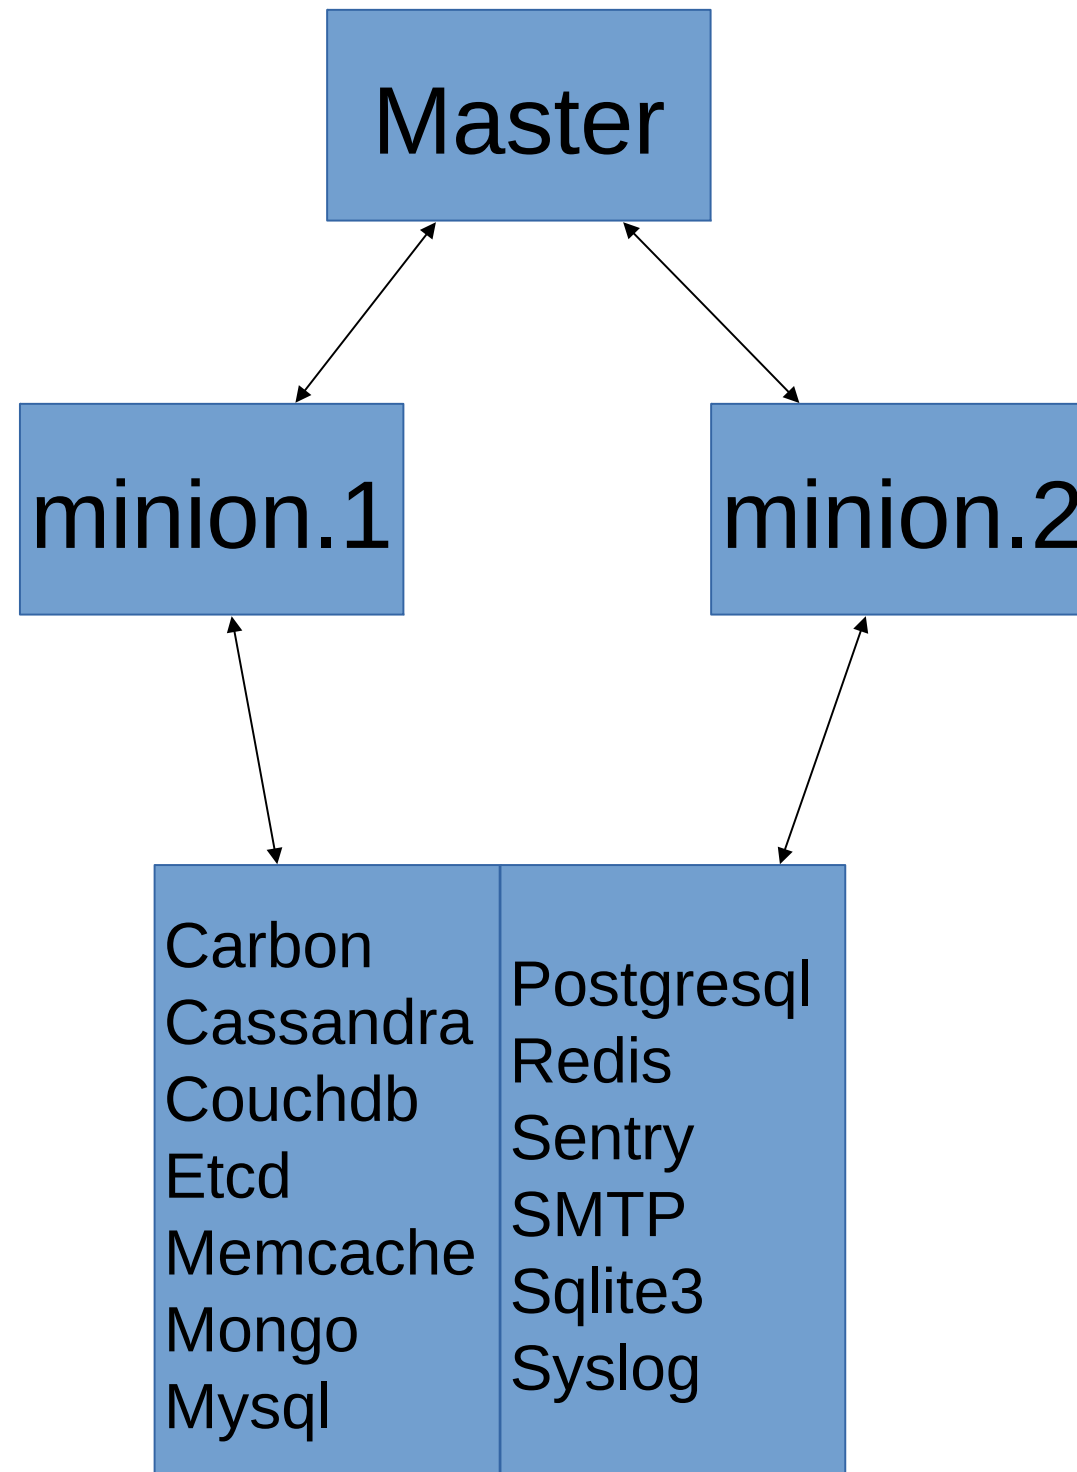 Master
minion.1
minion.2
Carbon
Cassandra
Couchdb
Etcd
Memcache
Mongo
Mysql
Postgresql
Redis
Sentry
SMTP
Sqlite3
Syslog